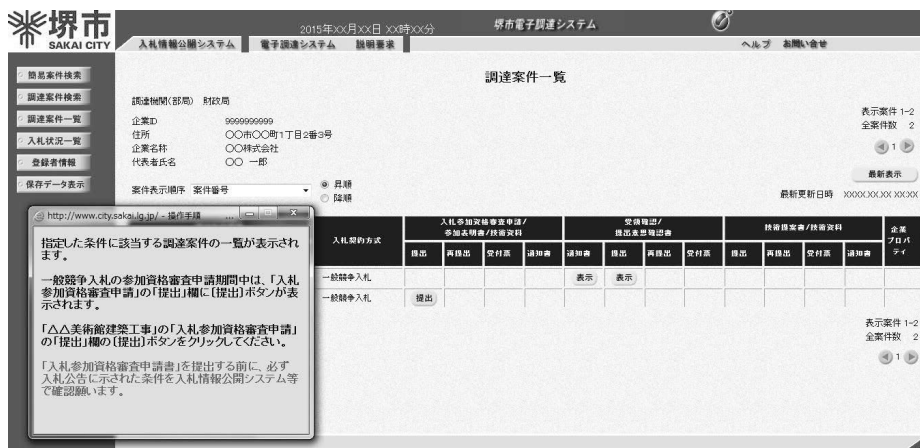 堺市
SAKAI CITY
2015年XX月XX日 XX時XX分
堺市電子調達システム
入札情報公開システム 電子調達システム 説明要求
ヘルプ お問い合せ
簡易案件検索
調達案件検索
調達案件一覧
入札状況一覧
登録者情報
保存データ表示
調達案件一覧
調達機関(部局) 財政局
企業ID 9999999999
住所 〇〇市〇〇町1丁目2番3号
企業名称 〇〇株式会社
代表者氏名 〇〇 一郎
表示案件 1-2
全案件数 2
1
最新表示
最終更新日時 XXXX.XX.XX XX:XX
案件表示順序 案件番号
昇順
降順
入札契約方式
入札参加資格審査申請/
参加表明書/技術資料
受領確認/
提出意思確認書
技術提案書/技術資料
企業
プロパ
ティ
提出 再提出 受付票 通知書 提出 再提出 受付票 提出 再提出 受付票 通知書
一般競争入札 表示 表示
一般競争入札 提出
表示案件 1-2
全案件数 2
1
http://www.city.sakai.lg.jp/ - 操作手順 ...
指定した条件に該当する調達案件の一覧が表示され
ます。
一般競争入札の参加資格審査申請期間中は、「入札
参加資格審査申請」の「提出」欄に〔提出〕ボタンが表
示されます。
「△△美術館建築工事」の「入札参加資格審査申請」
の「提出」欄の〔提出〕ボタンをクリックしてください。
「入札参加資格審査申請書」を提出する前に、必ず
入札公告に示された条件を入札情報公開システム等
で確認願います。